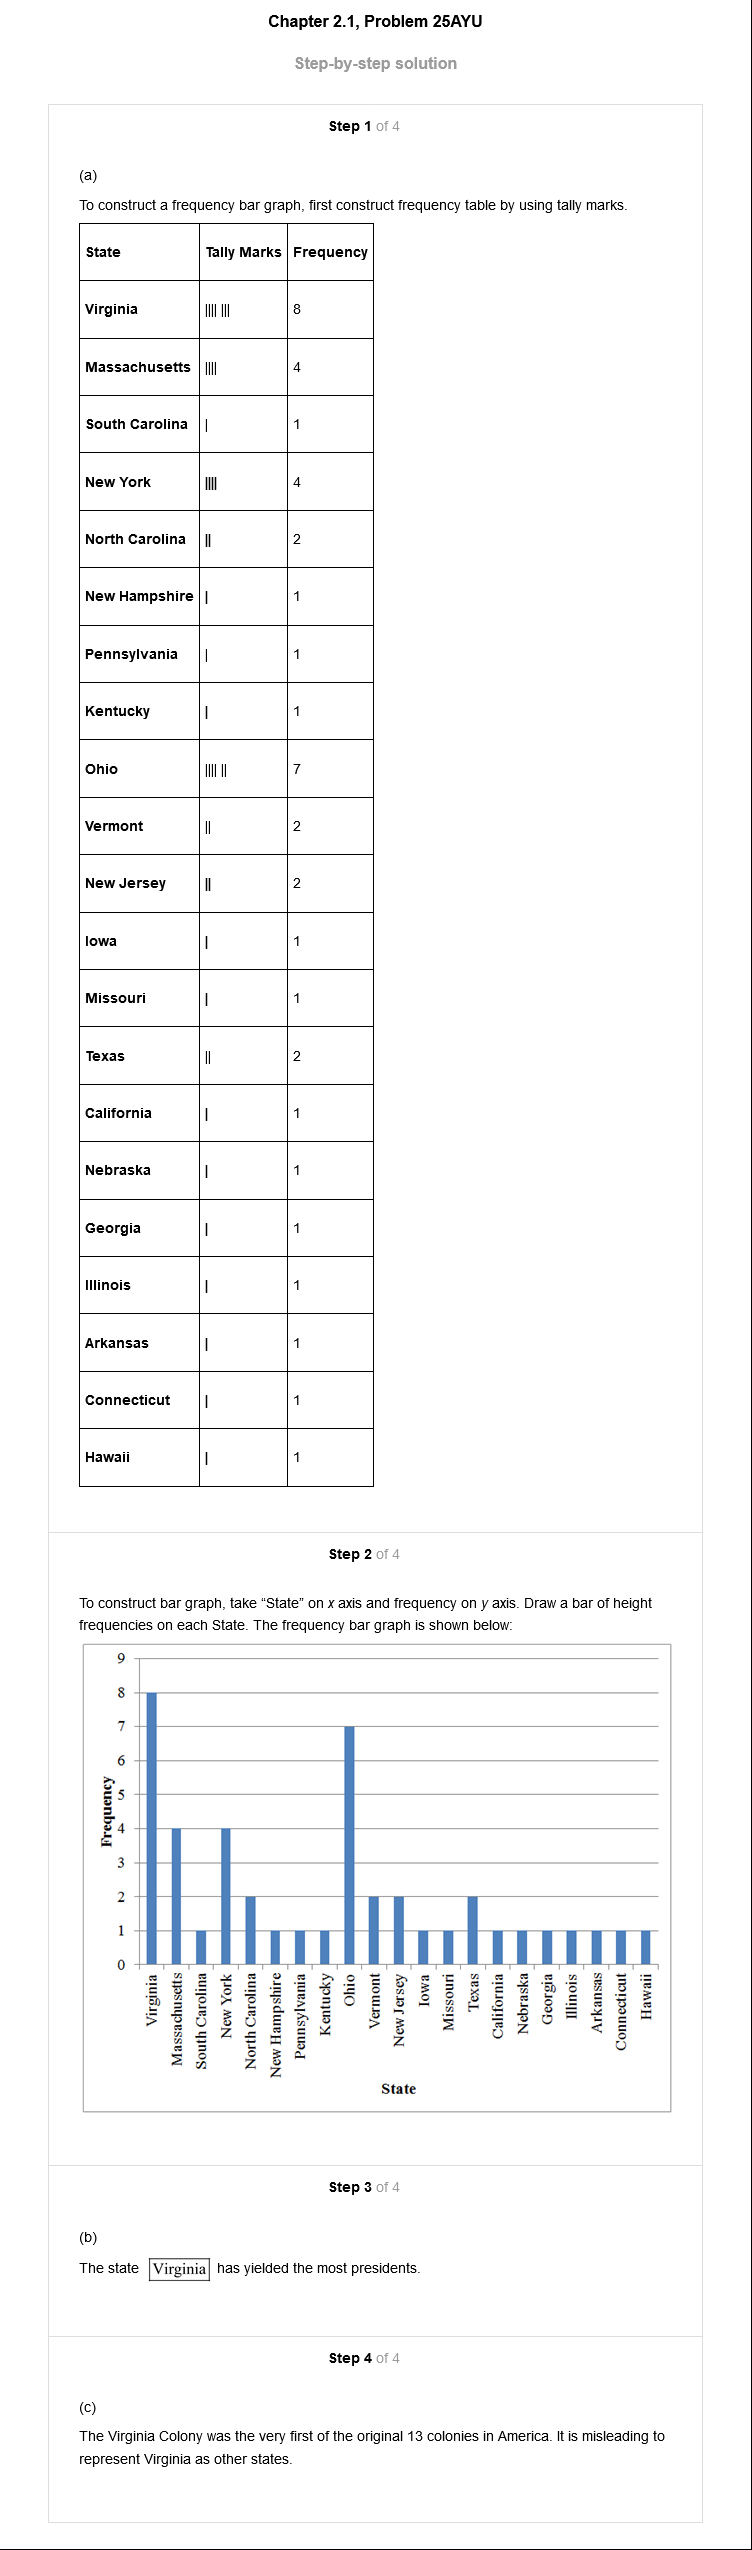 Chapter 2.1, Problem 25AYU
Step-by-step solution
Step 1 of 4
(a)
To construct a frequency bar graph, first construct frequency table by using tally marks.
State Tally Marks Frequency
Virginia |||| ||| 8
Massachusetts |||| 4
South Carolina | 1
New York |||| 4
North Carolina || 2
New Hampshire | 1
Pennsylvania | 1
Kentucky | 1
Ohio |||| || 7
Vermont || 2
New Jersey || 2
Iowa | 1
Missouri | 1
Texas || 2
California | 1
Nebraska | 1
Georgia | 1
Illinois | 1
Arkansas | 1
Connecticut | 1
Hawaii | 1
Step 2 of 4
To construct bar graph, take “State” on x axis and frequency on y axis. Draw a bar of height
frequencies on each State. The frequency bar graph is shown below:
9
8
7
6
5
4
3
2
1
0
Frequency
Virginia
Massachusetts
South Carolina
New York
North Carolina
New Hampshire
Pennsylvania
Kentucky
Ohio
Vermont
New Jersey
Iowa
Missouri
Texas
California
Nebraska
Georgia
Illinois
Arkansas
Connecticut
Hawaii
State
Step 3 of 4
(b)
The state Virginia has yielded the most presidents.
Step 4 of 4
(c)
The Virginia Colony was the very first of the original 13 colonies in America. It is misleading to
represent Virginia as other states.